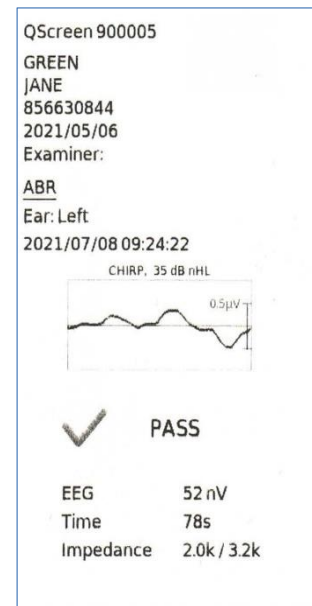 QScreen 900005
GREEN
JANE
856630844
2021/05/06
Examiner:
ABR
Ear: Left
2021/07/08 09:24:22
CHIRP, 35 dB nHL
0.5µV
PASS
EEG 52 nV
Time 78s
Impedance 2.0k / 3.2k